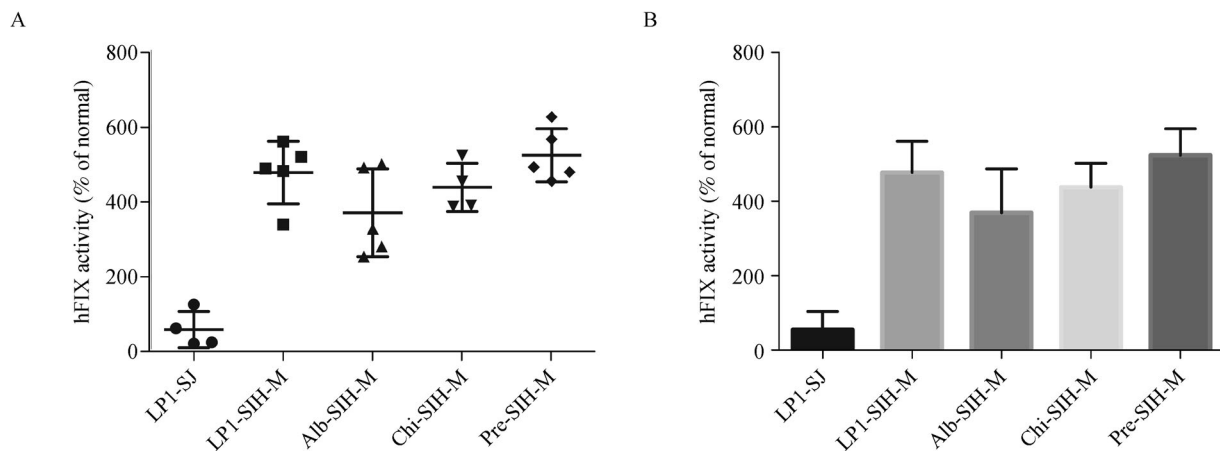 A
hFIX activity (% of normal)
800
600
400
200
0
LP1-SJ
LP1-SIH-M
Alb-SIH-M
Chi-SIH-M
Pre-SIH-M
B
hFIX activity (% of normal)
800
600
400
200
0
LP1-SJ
LP1-SIH-M
Alb-SIH-M
Chi-SIH-M
Pre-SIH-M